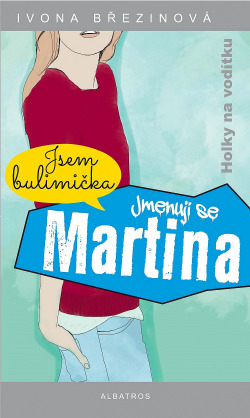 IVONA BŘEZINOVÁ
Holky na vodítku
Jsem
bulimička
Jmenuji se
Martina
ALBATROS